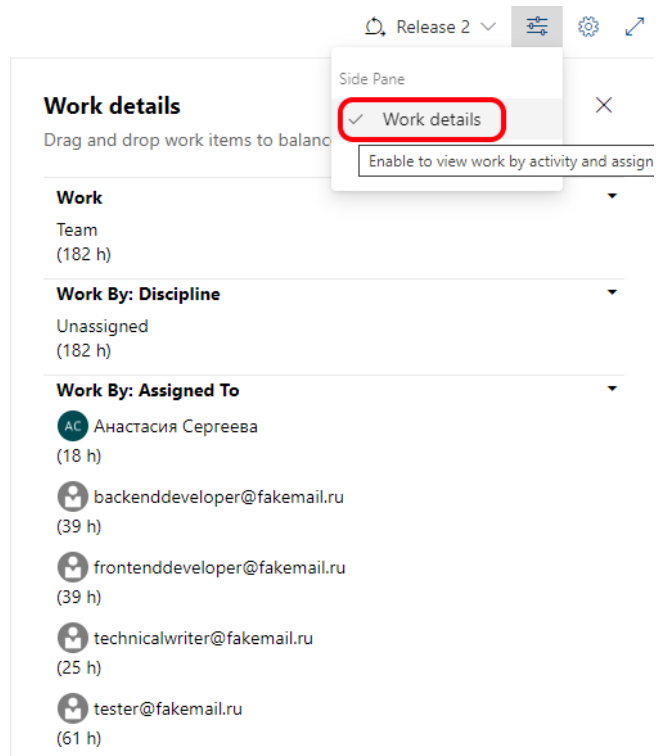 Release 2
Side Pane
Work details
Work details
Drag and drop work items to balanc
Enable to view work by activity and assign
Work
Team
(182 h)
Work By: Discipline
Unassigned
(182 h)
Work By: Assigned To
АС Анастасия Сергеева
(18 h)
backenddeveloper@fakemail.ru
(39 h)
frontenddeveloper@fakemail.ru
(39 h)
technicalwriter@fakemail.ru
(25 h)
tester@fakemail.ru
(61 h)